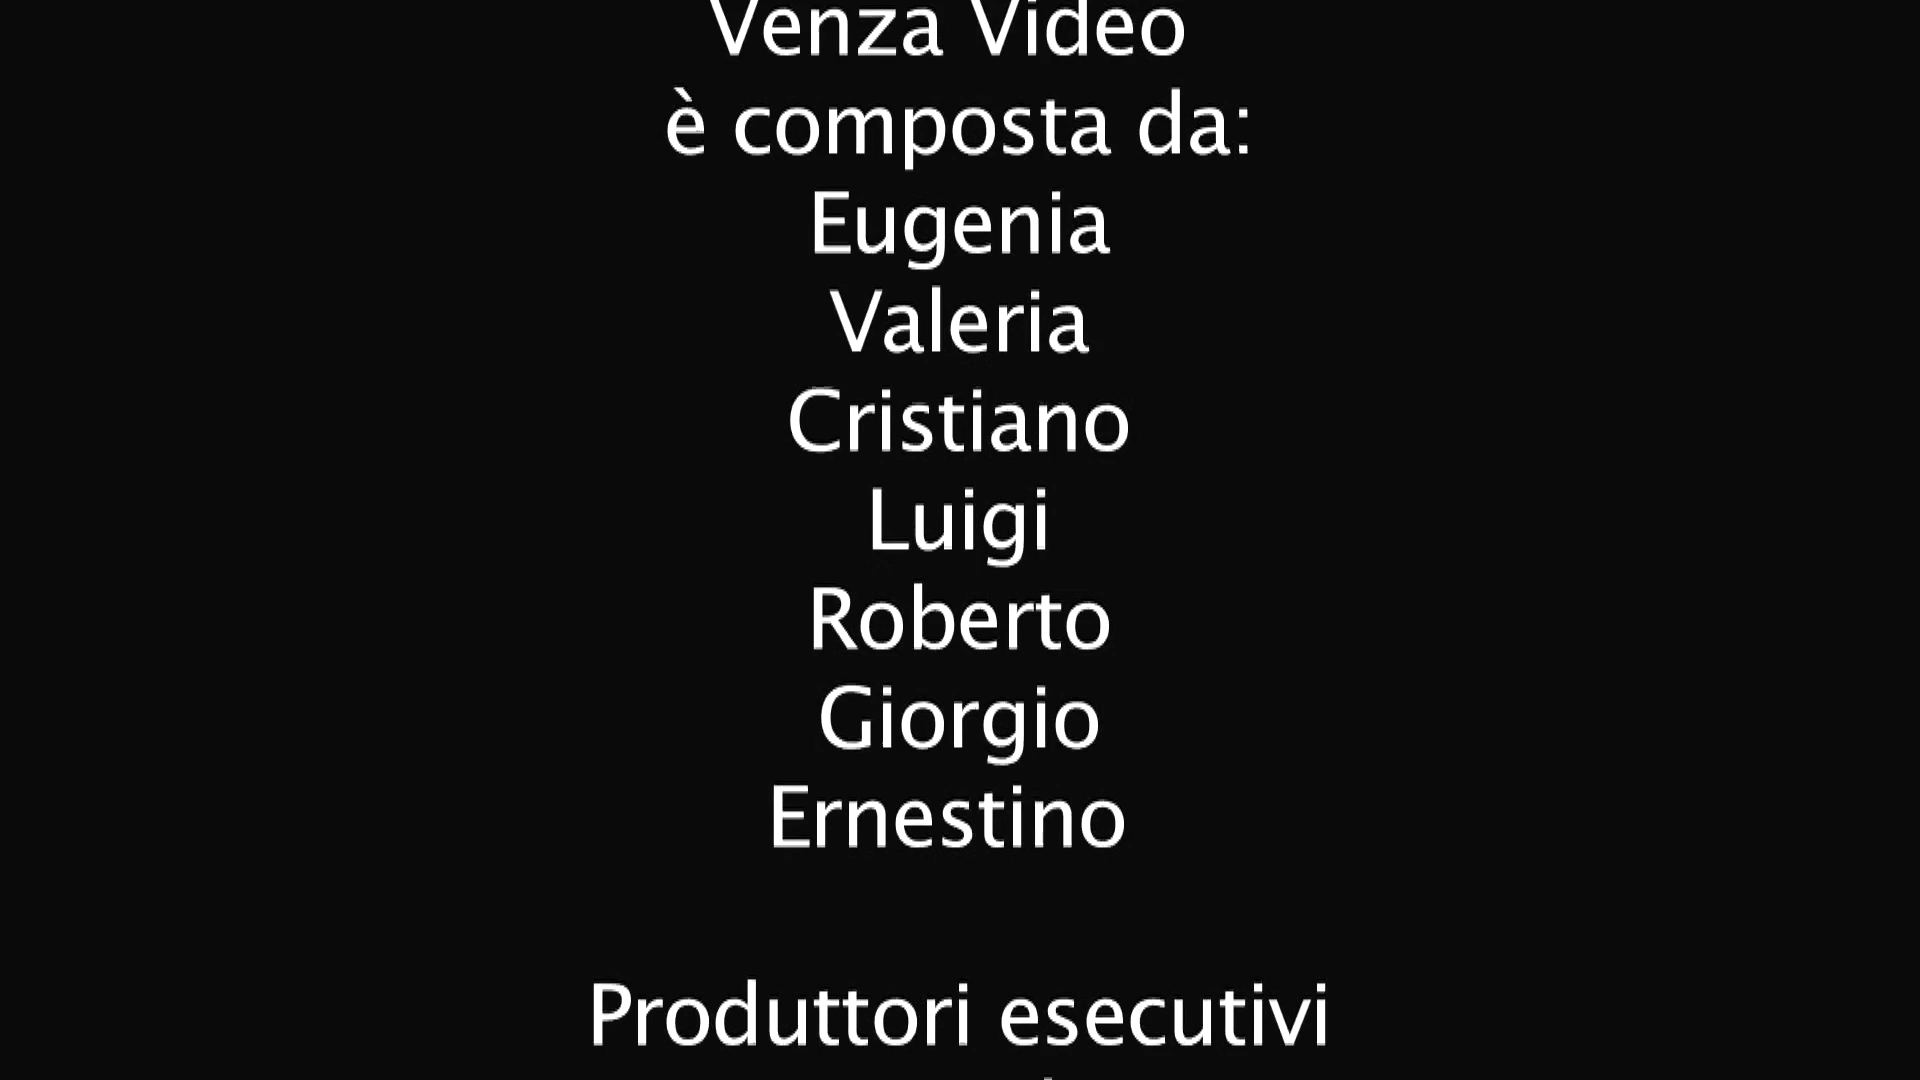 Venza Video
è composta da:
Eugenia
Valeria
Cristiano
Luigi
Roberto
Giorgio
Ernestino
Produttori esecutivi